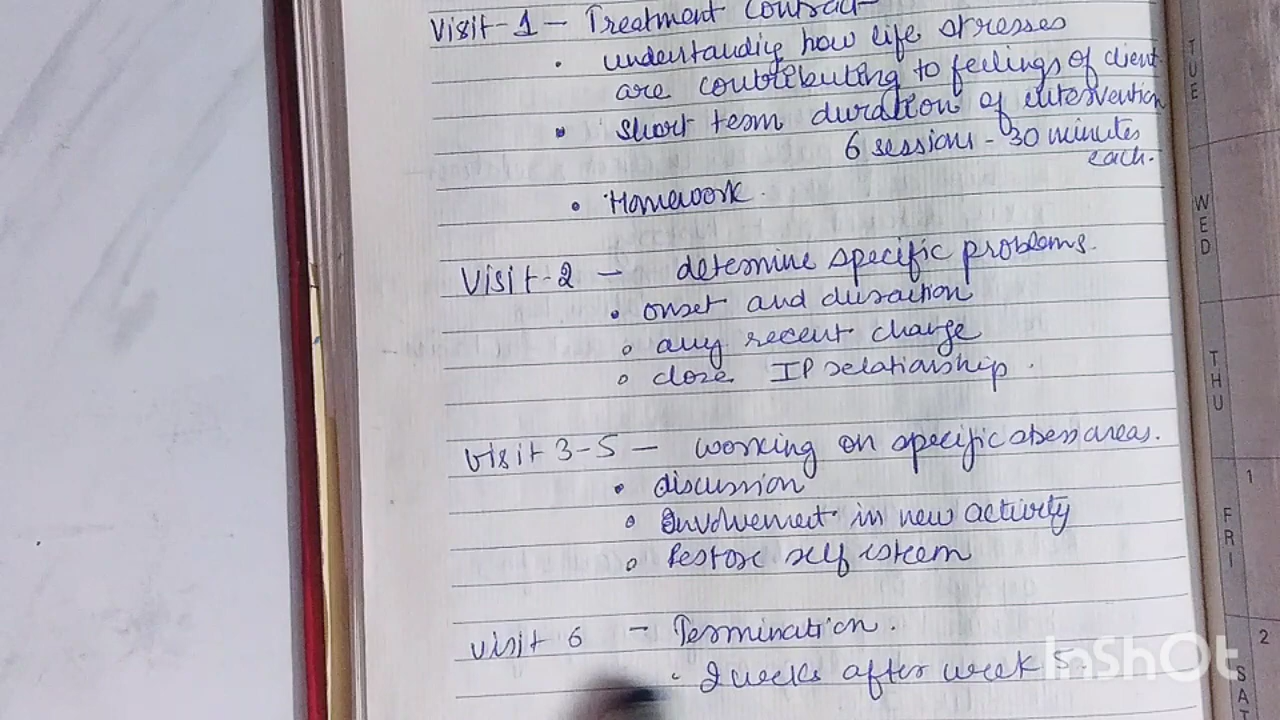 Visit-1 - Treatment Contract
• understanding how life stresses
are contributing to feelings of client.
• short term duration of intervention
6 sessions - 30 minutes
each.
• Homework.
Visit-2 - determine specific problems.
• onset and duration
• any recent change
• close IP relationship.
Visit 3-5 - working on specific areas.
• discussion
• Involvement in new activity
• Restore self esteem
Visit 6 - Termination.
• 2 weeks after week 5.
InShOt
TUE
WED
THU
1
FRI
2
SAT